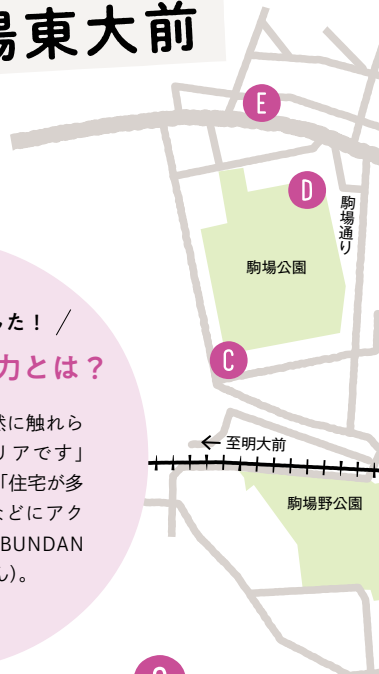 場東大前
E
D
駒場通り
駒場公園
した！
力とは？
C
然に触れら
リアです」
「住宅が多
などにアク
BUNDAN
ん)。
至明大前
駒場野公園